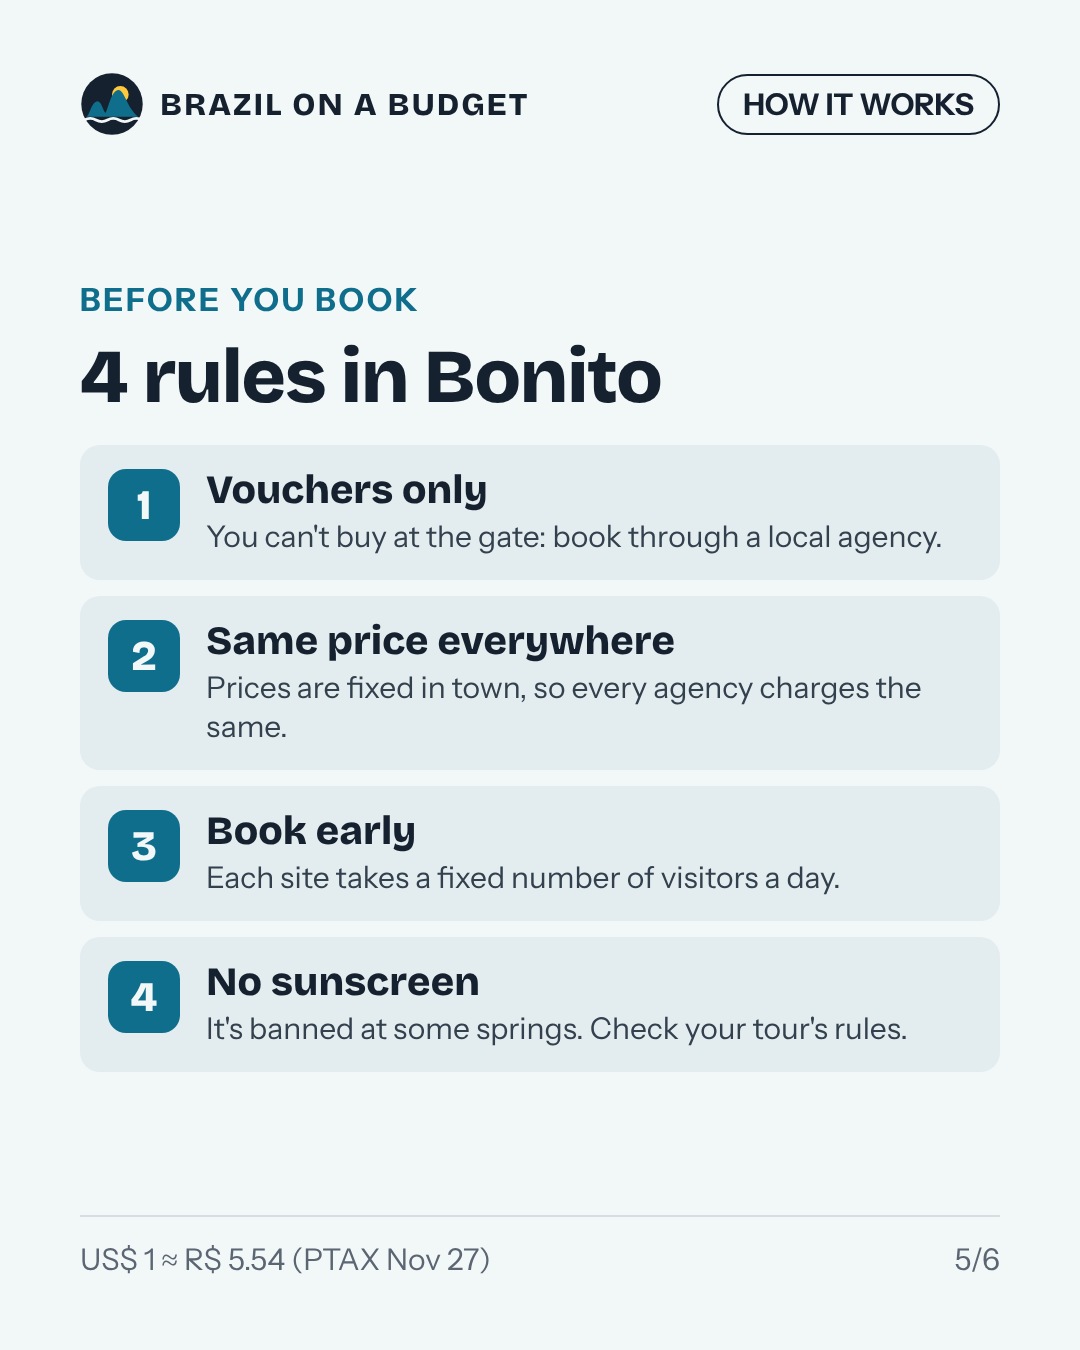 BRAZIL ON A BUDGET
HOW IT WORKS
BEFORE YOU BOOK
4 rules in Bonito
1
Vouchers only
You can't buy at the gate: book through a local agency.
2
Same price everywhere
Prices are fixed in town, so every agency charges the
same.
3
Book early
Each site takes a fixed number of visitors a day.
4
No sunscreen
It's banned at some springs. Check your tour's rules.
US$ 1 ≈ R$ 5.54 (PTAX Nov 27)
5/6